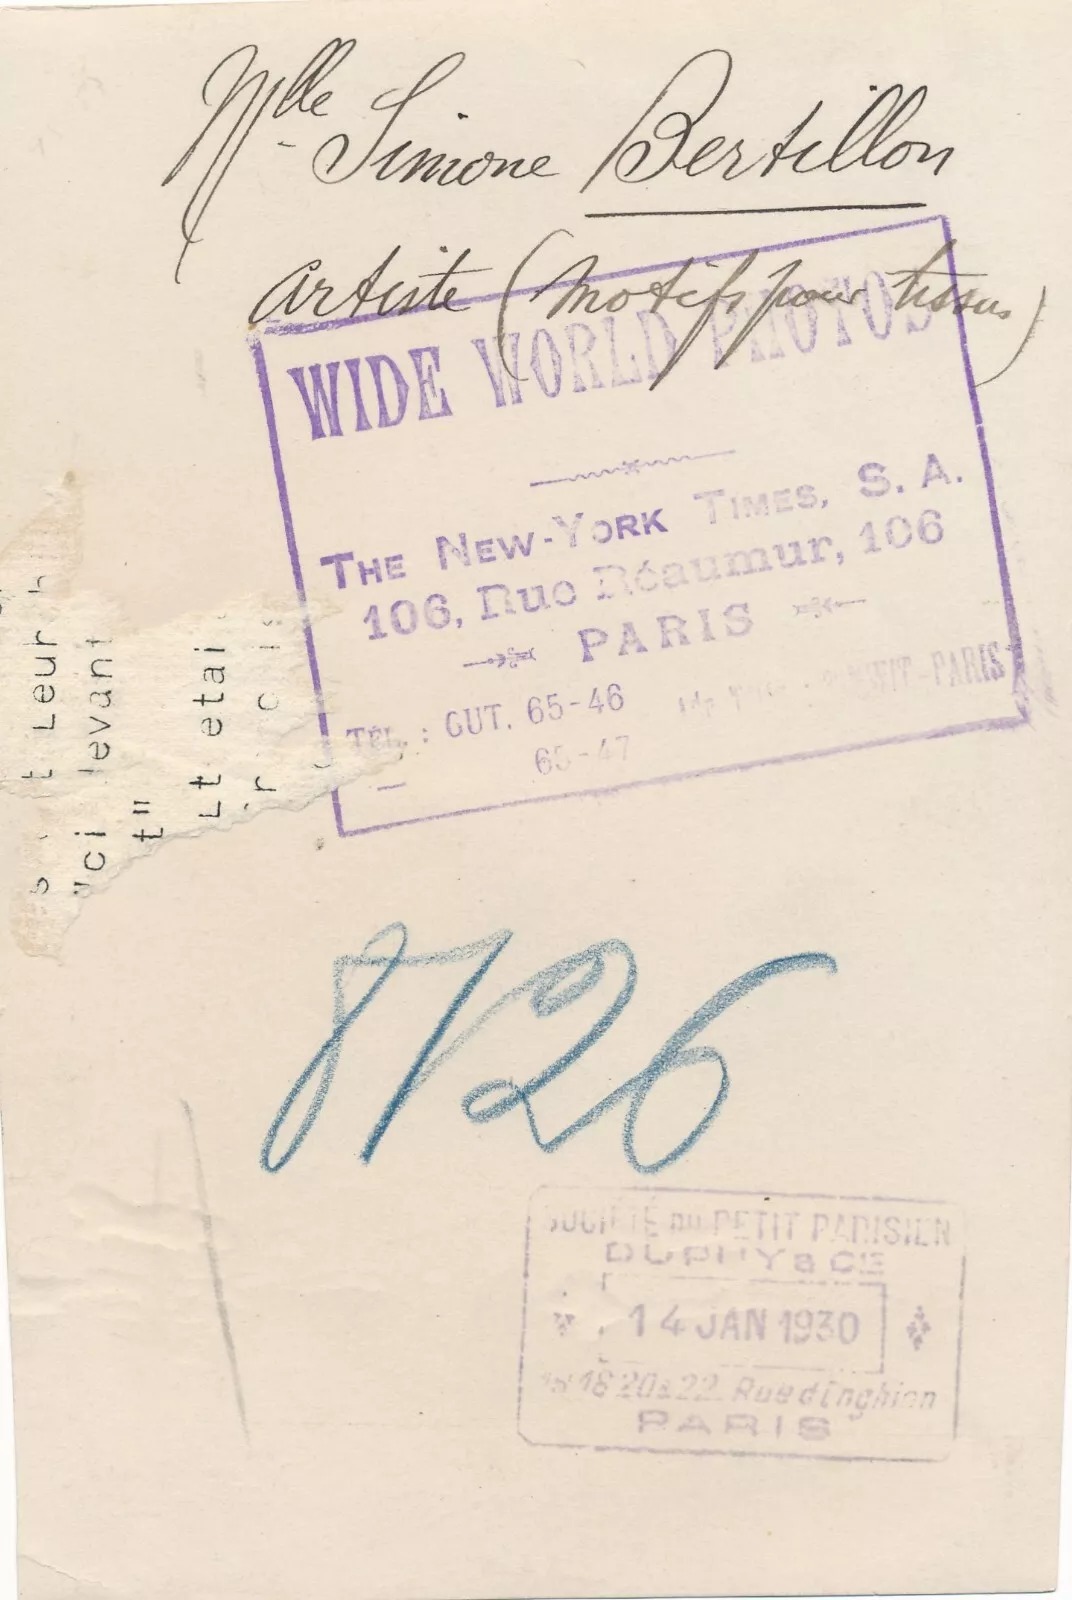 Mlle Simone Bertillon
artiste (motifs pour tissus)
WIDE WORLD PHOTOS
THE NEW-YORK TIMES, S. A.
106, Rue Réaumur, 106
PARIS
TÉL. : GUT. 65-46
65-47
PARIS
Leur
"ci levant
t"
it etai
8126
SOCIÉTÉ DU PETIT PARISIEN
DUPUY & CIE
14 JAN 1930
18 20 & 22 Rue d'Enghien
PARIS